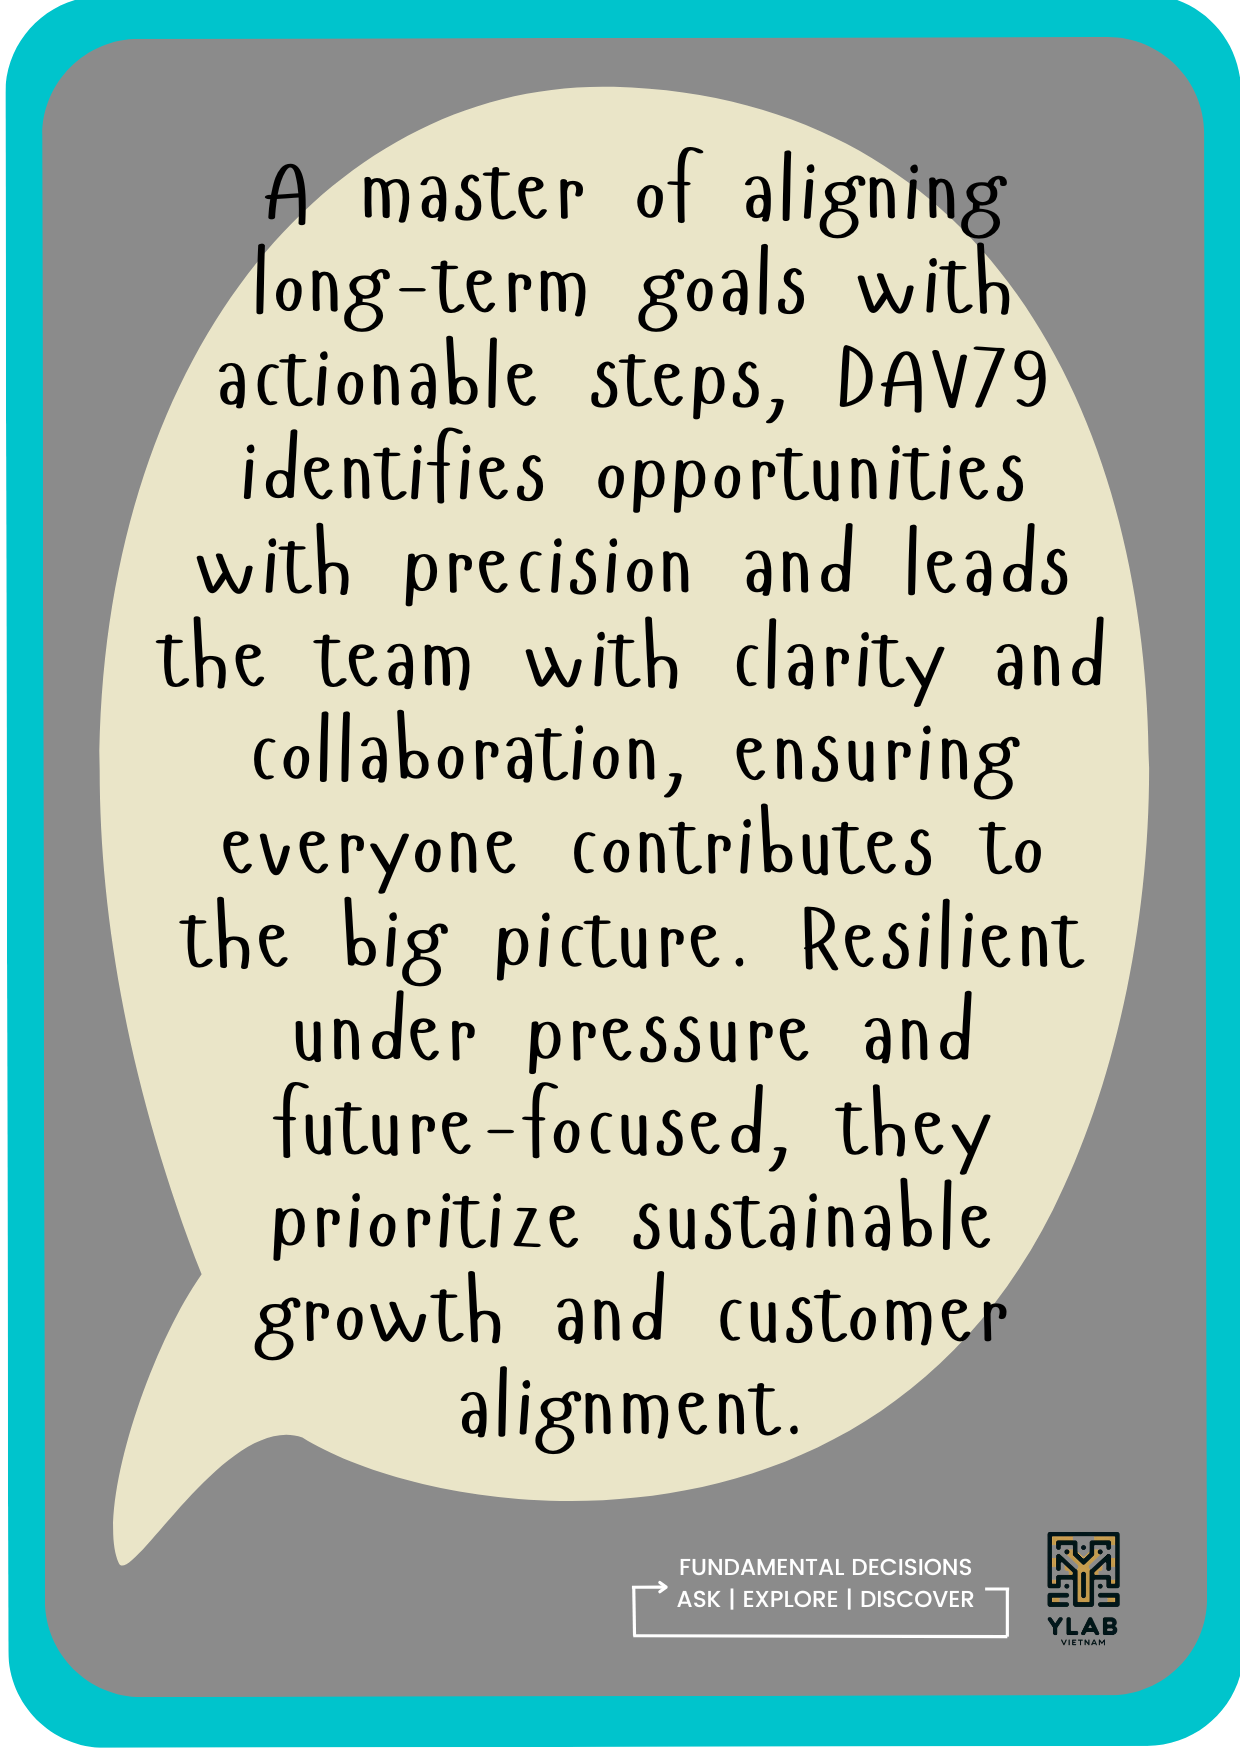 A master of aligning
long-term goals with
actionable steps, DAV79
identifies opportunities
with precision and leads
the team with clarity and
collaboration, ensuring
everyone contributes to
the big picture. Resilient
under pressure and
future-focused, they
prioritize sustainable
growth and customer
alignment.
FUNDAMENTAL DECISIONS
ASK | EXPLORE | DISCOVER
YLAB
VIETNAM